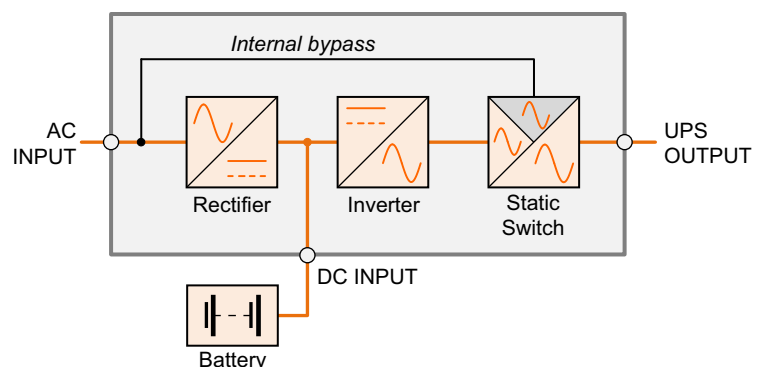 Internal bypass
AC
INPUT
UPS
OUTPUT
Rectifier
Inverter
Static
Switch
DC INPUT
Battery